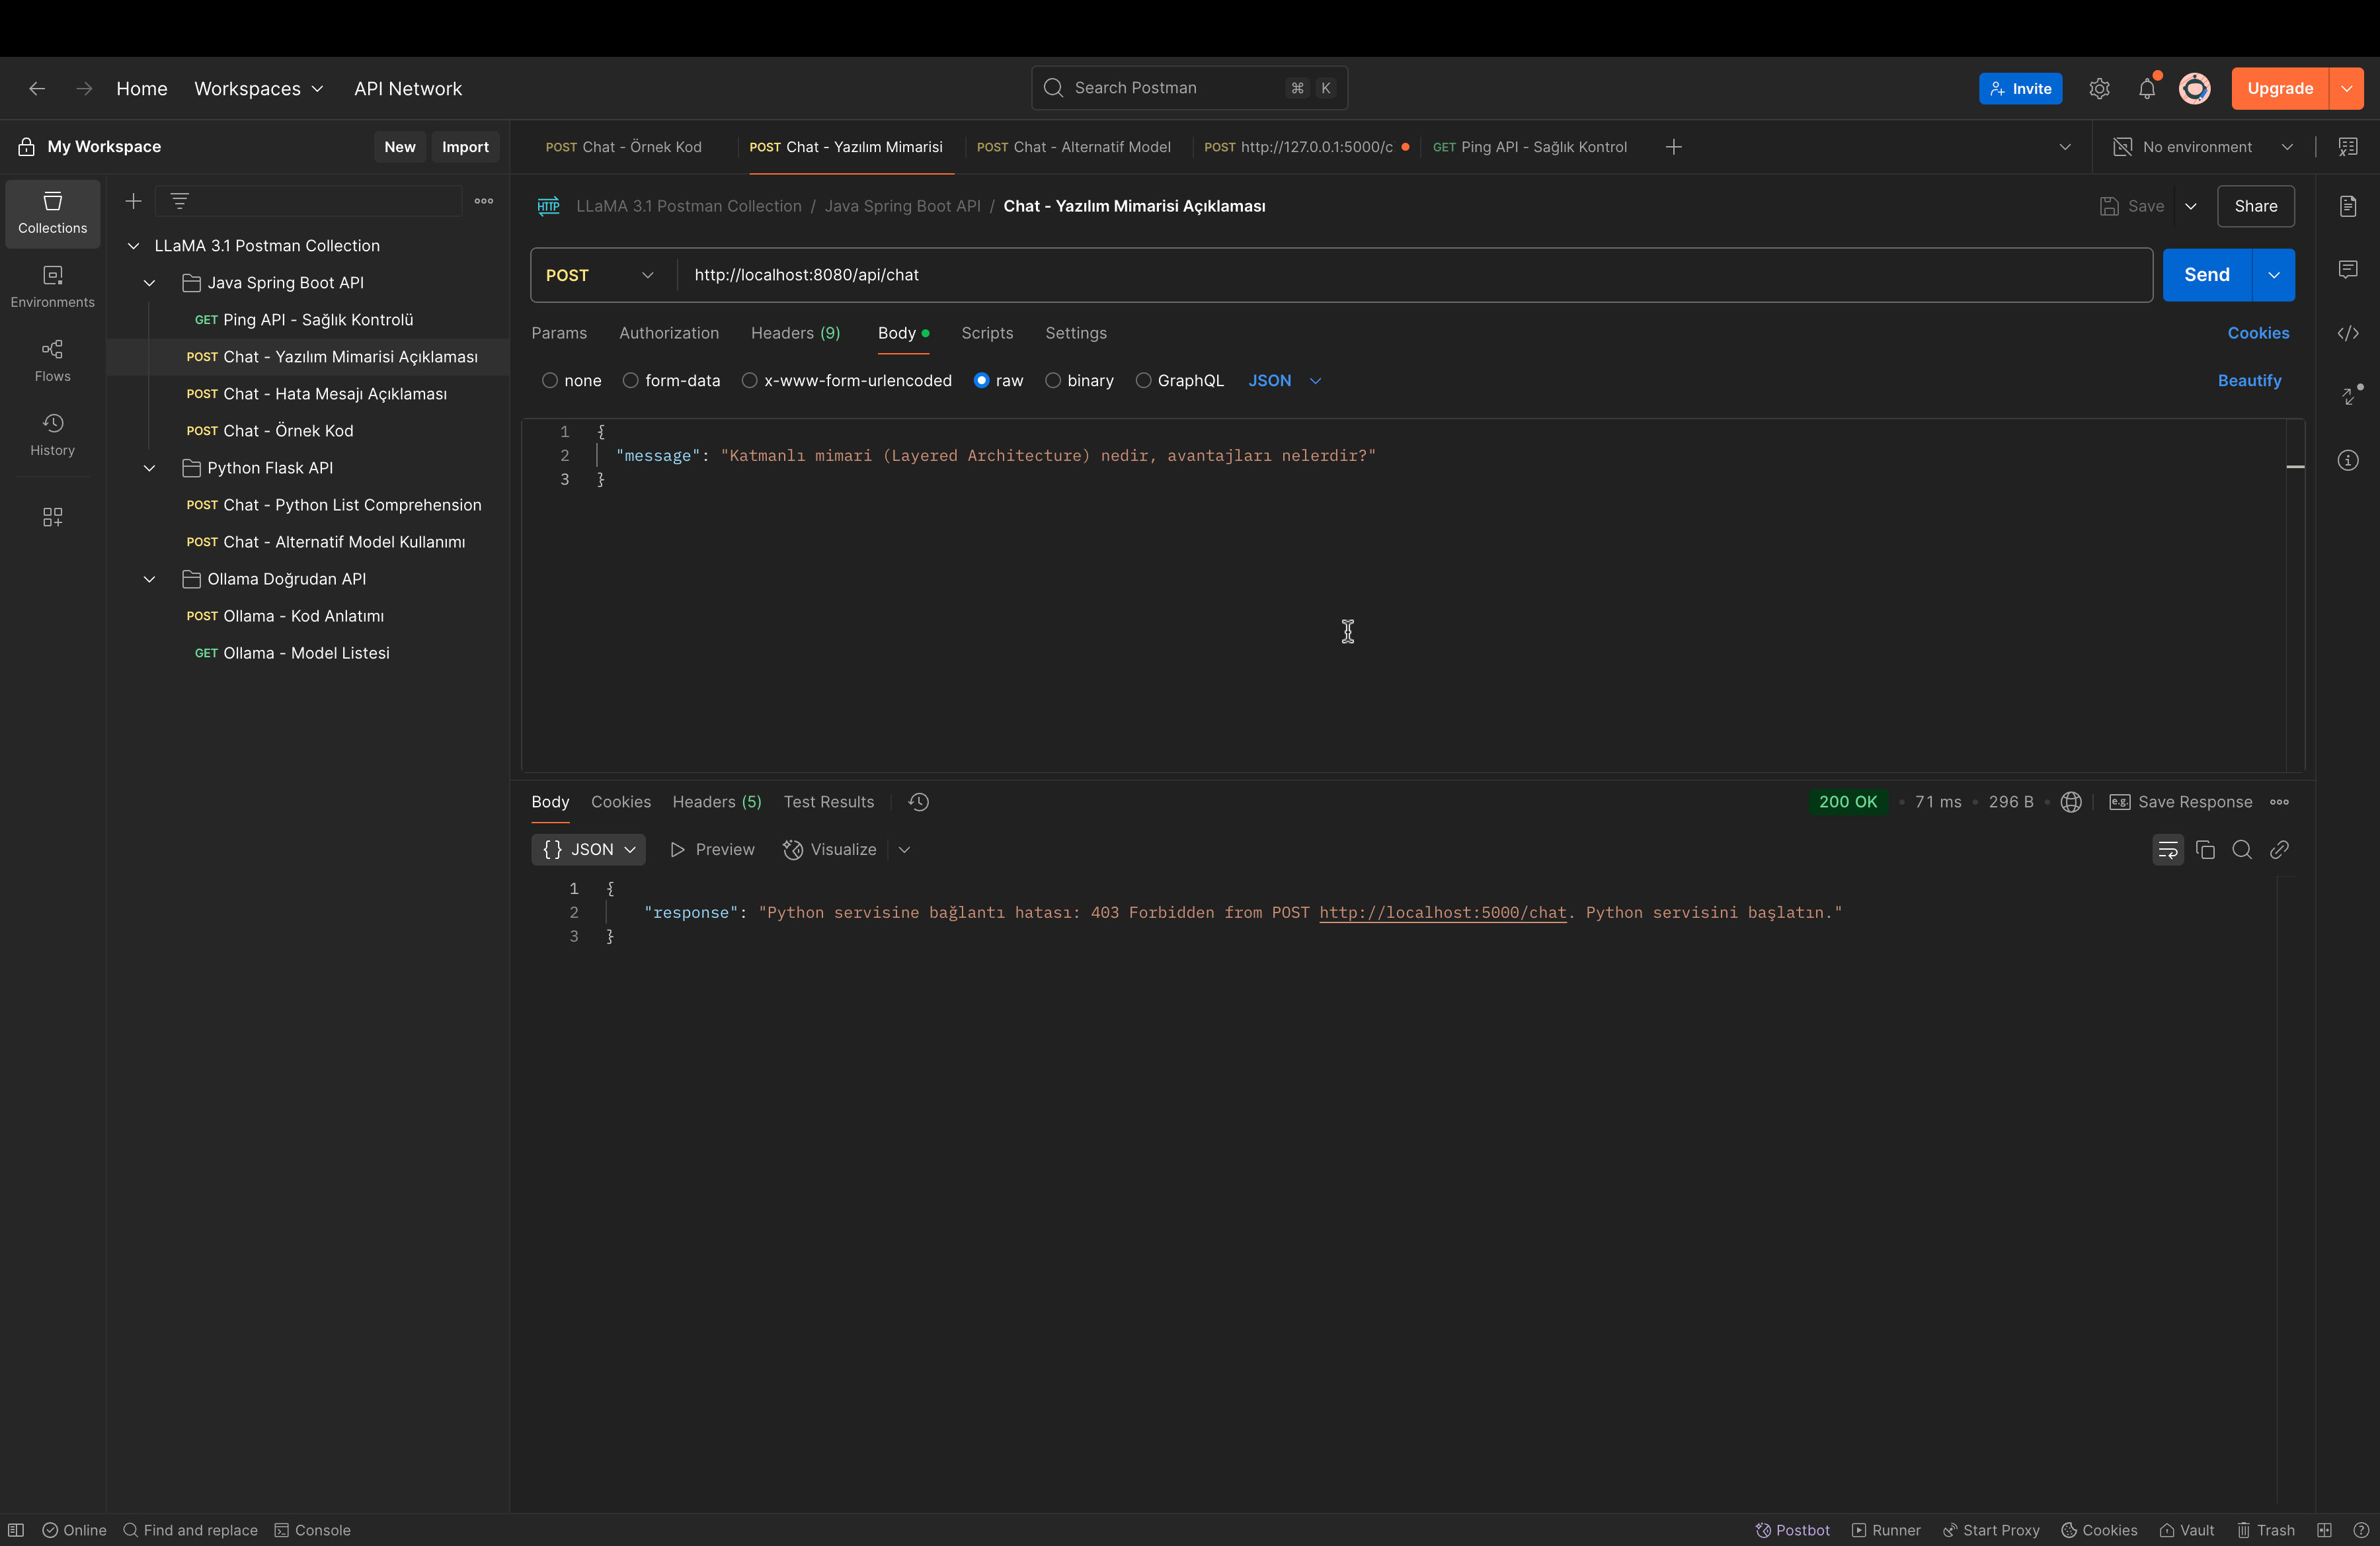 Home Workspaces API Network Search Postman ⌘ K Invite Upgrade
My Workspace New Import
POST Chat - Örnek Kod POST Chat - Yazılım Mimarisi POST Chat - Alternatif Model POST http://127.0.0.1:5000/c GET Ping API - Sağlık Kontrol No environment
Collections
Environments
Flows
History
LLaMA 3.1 Postman Collection
Java Spring Boot API
GET Ping API - Sağlık Kontrolü
POST Chat - Yazılım Mimarisi Açıklaması
POST Chat - Hata Mesajı Açıklaması
POST Chat - Örnek Kod
Python Flask API
POST Chat - Python List Comprehension
POST Chat - Alternatif Model Kullanımı
Ollama Doğrudan API
POST Ollama - Kod Anlatımı
GET Ollama - Model Listesi
HTTP LLaMA 3.1 Postman Collection / Java Spring Boot API / Chat - Yazılım Mimarisi Açıklaması Save Share
POST http://localhost:8080/api/chat Send
Params Authorization Headers (9) Body Scripts Settings Cookies
none form-data x-www-form-urlencoded raw binary GraphQL JSON Beautify
1 {
2 "message": "Katmanlı mimari (Layered Architecture) nedir, avantajları nelerdir?"
3 }
Body Cookies Headers (5) Test Results 200 OK • 71 ms • 296 B • e.g. Save Response
{} JSON Preview Visualize
1 {
2 "response": "Python servisine bağlantı hatası: 403 Forbidden from POST http://localhost:5000/chat. Python servisini başlatın."
3 }
Online Find and replace Console Postbot Runner Start Proxy Cookies Vault Trash